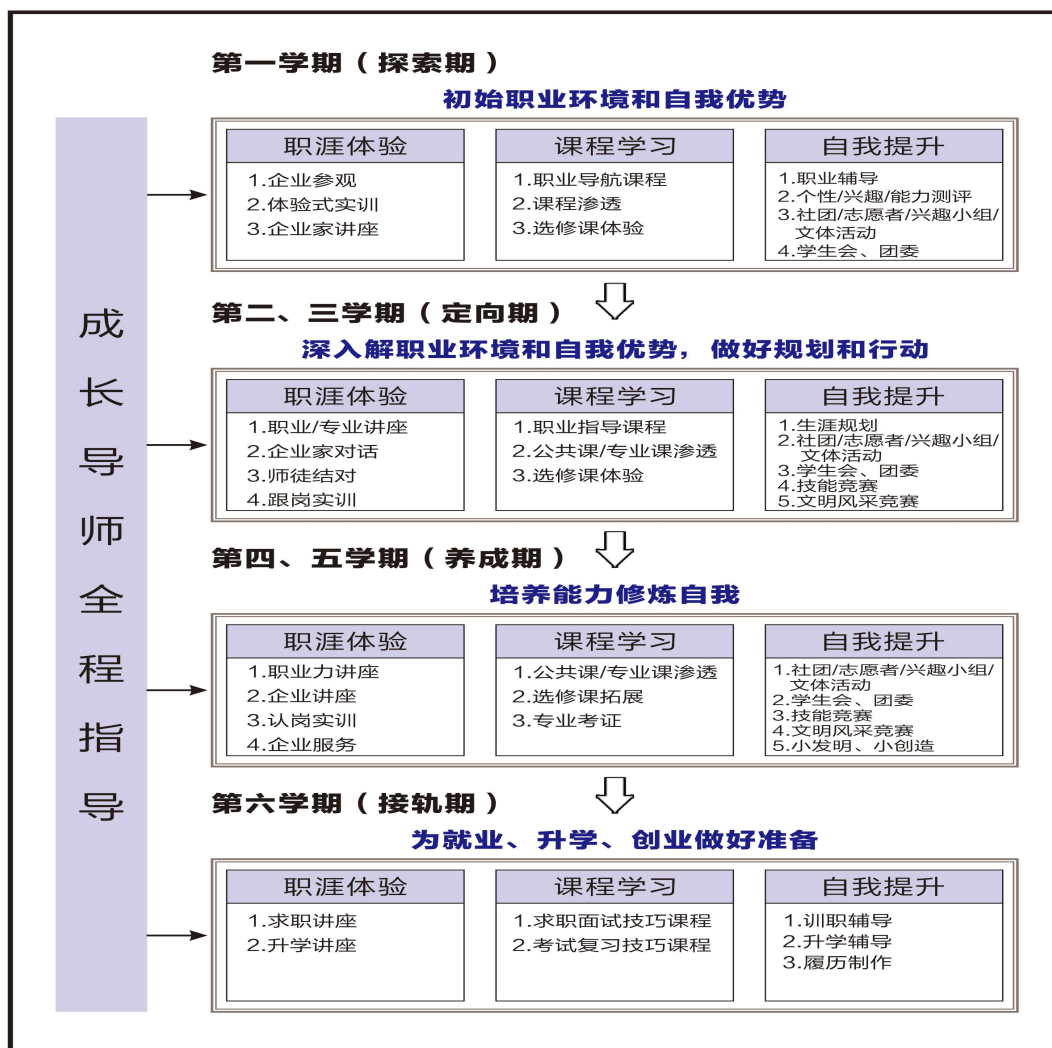 第一学期（探索期）
初始职业环境和自我优势
成长导师全程指导
职涯体验
1.企业参观
2.体验式实训
3.企业家讲座
课程学习
1.职业导航课程
2.课程渗透
3.选修课体验
自我提升
1.职业辅导
2.个性/兴趣/能力测评
3.社团/志愿者/兴趣小组/
文体活动
4.学生会、团委
第二、三学期（定向期）
深入解职业环境和自我优势，做好规划和行动
职涯体验
1.职业/专业讲座
2.企业家对话
3.师徒结对
4.跟岗实训
课程学习
1.职业指导课程
2.公共课/专业课渗透
3.选修课体验
自我提升
1.生涯规划
2.社团/志愿者/兴趣小组/
文体活动
3.学生会、团委
4.技能竞赛
5.文明风采竞赛
第四、五学期（养成期）
培养能力修炼自我
职涯体验
1.职业力讲座
2.企业讲座
3.认岗实训
4.企业服务
课程学习
1.公共课/专业课渗透
2.选修课拓展
3.专业考证
自我提升
1.社团/志愿者/兴趣小组/
文体活动
2.学生会、团委
3.技能竞赛
4.文明风采竞赛
5.小发明、小创造
第六学期（接轨期）
为就业、升学、创业做好准备
职涯体验
1.求职讲座
2.升学讲座
课程学习
1.求职面试技巧课程
2.考试复习技巧课程
自我提升
1.训职辅导
2.升学辅导
3.履历制作